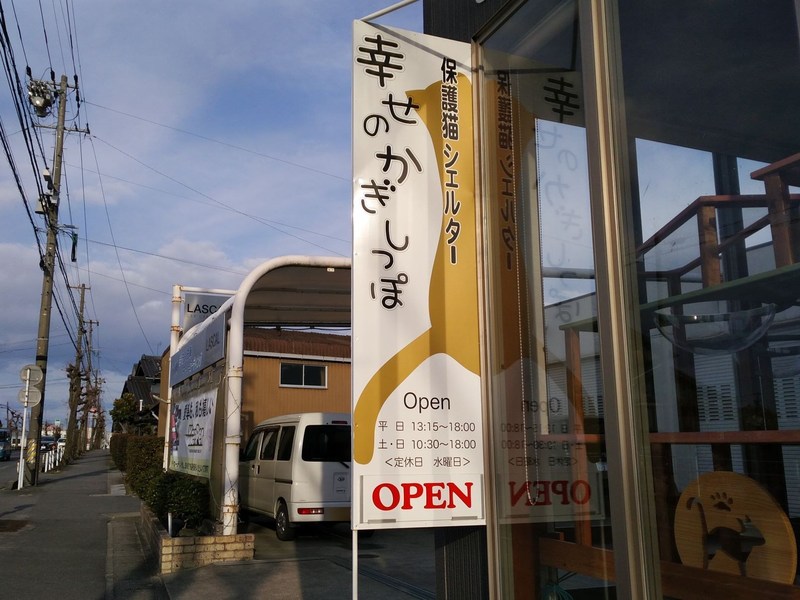 幸せの
かぎしっぽ
保護猫シェルター
Open
平 日 13:15～18:00
土・日 10:30～18:00
＜定休日 水曜日＞
OPEN
LASCAL